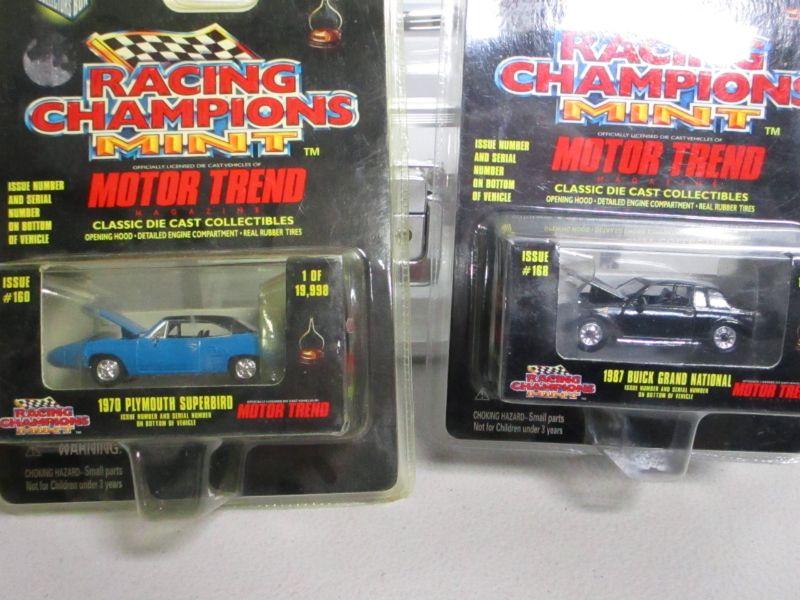 RACING
CHAMPIONS
MINT
TM
OFFICIALLY LICENSED DIE CAST VEHICLES OF
MOTOR TREND
MAGAZINE
CLASSIC DIE CAST COLLECTIBLES
OPENING HOOD • DETAILED ENGINE COMPARTMENT • REAL RUBBER TIRES
ISSUE NUMBER
AND SERIAL
NUMBER
ON BOTTOM
OF VEHICLE
ISSUE
#160
1 OF
19,998
1970 PLYMOUTH SUPERBIRD
ISSUE NUMBER AND SERIAL NUMBER
ON BOTTOM OF VEHICLE
RACING
CHAMPIONS
MINT
MOTOR TREND
WARNING:
CHOKING HAZARD--Small parts
Not for Children under 3 years
RACING
CHAMPIONS
MINT
TM
OFFICIALLY LICENSED DIE CAST VEHICLES OF
MOTOR TREND
MAGAZINE
CLASSIC DIE CAST COLLECTIBLES
OPENING HOOD • DETAILED ENGINE COMPARTMENT • REAL RUBBER TIRES
ISSUE NUMBER
AND SERIAL
NUMBER
ON BOTTOM
OF VEHICLE
ISSUE
#168
1987 BUICK GRAND NATIONAL
ISSUE NUMBER AND SERIAL NUMBER
ON BOTTOM OF VEHICLE
RACING
CHAMPIONS
MINT
MOTOR TREND
CHOKING HAZARD--Small parts
Not for Children under 3 years